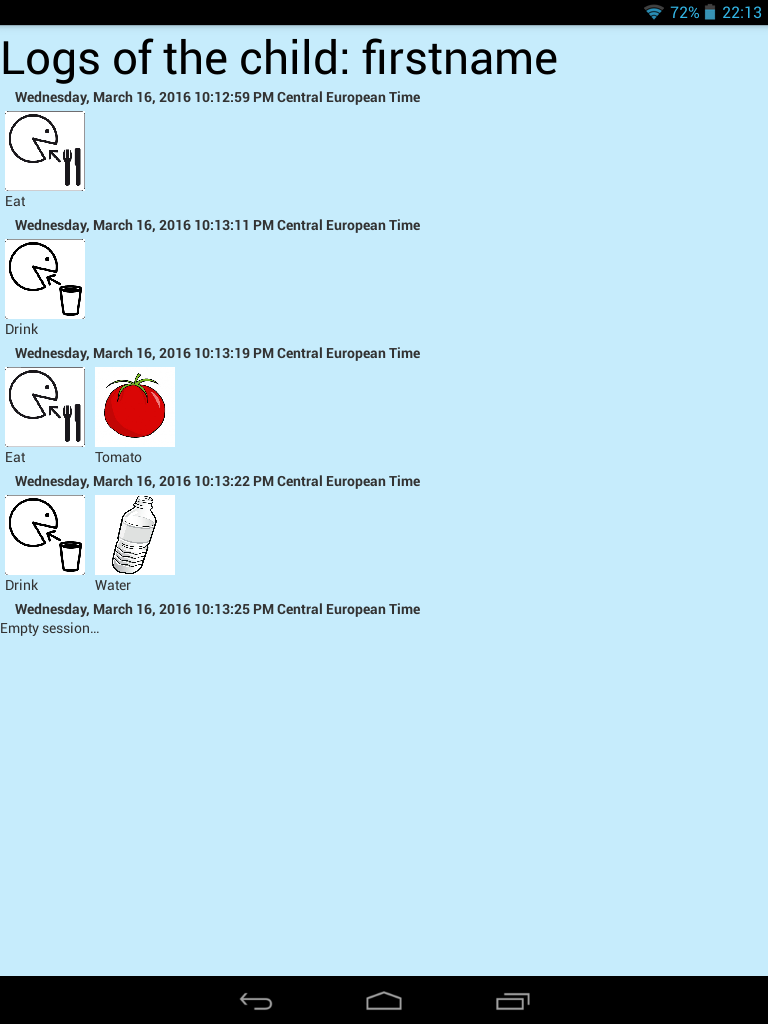 72% 22:13
Logs of the child: firstname
Wednesday, March 16, 2016 10:12:59 PM Central European Time
Eat
Wednesday, March 16, 2016 10:13:11 PM Central European Time
Drink
Wednesday, March 16, 2016 10:13:19 PM Central European Time
Eat Tomato
Wednesday, March 16, 2016 10:13:22 PM Central European Time
Drink Water
Wednesday, March 16, 2016 10:13:25 PM Central European Time
Empty session...